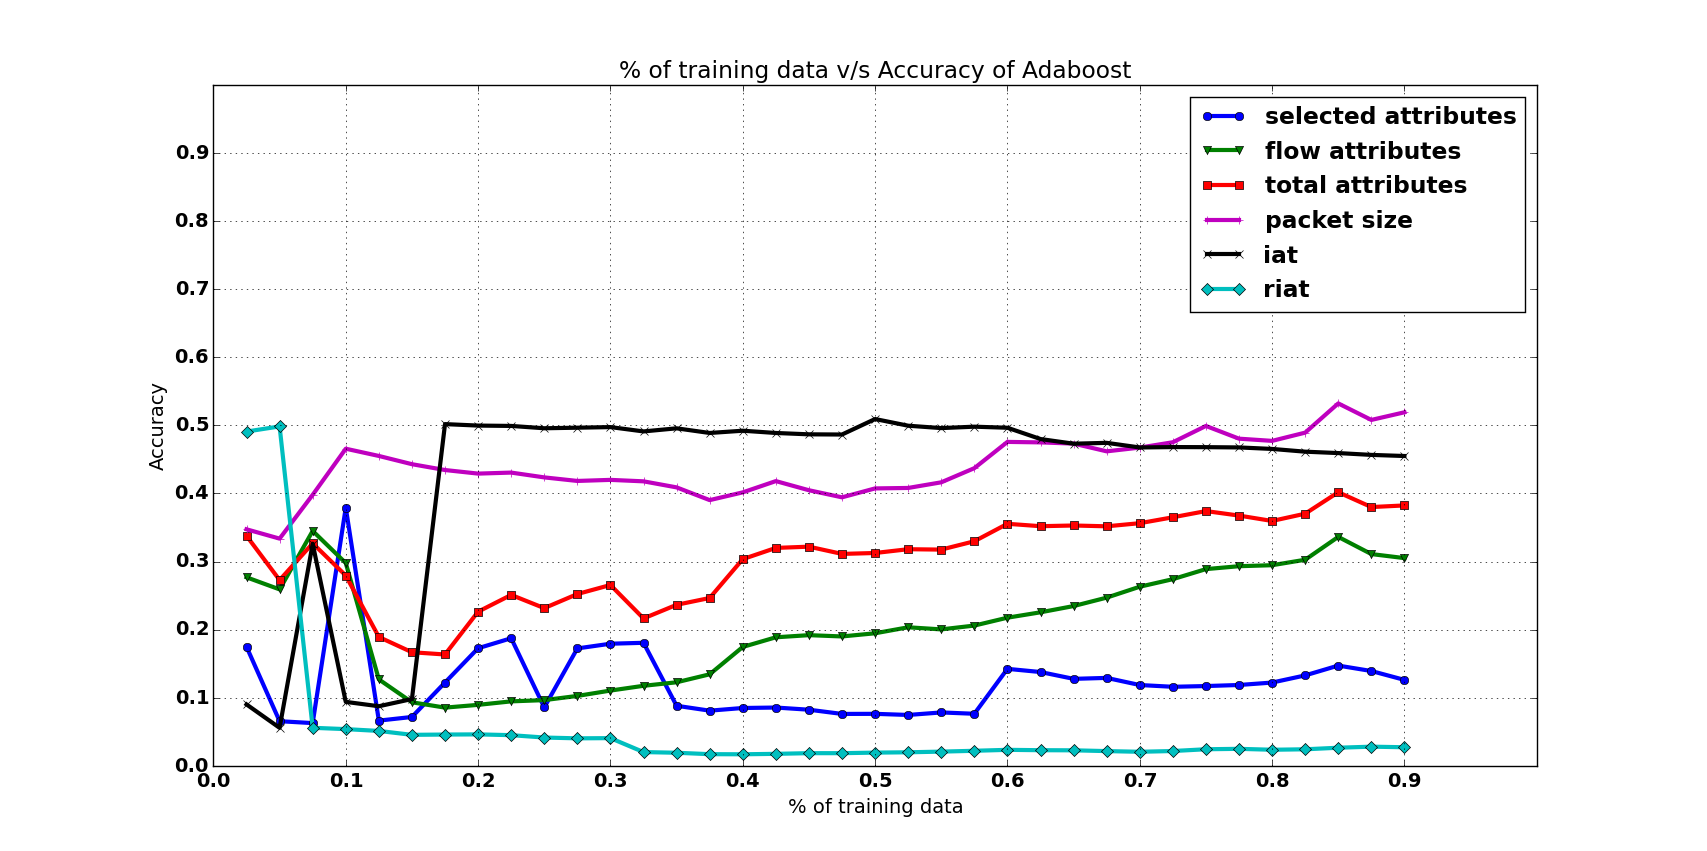 % of training data v/s Accuracy of Adaboost
selected attributes
flow attributes
total attributes
packet size
iat
riat
Accuracy
0.9
0.8
0.7
0.6
0.5
0.4
0.3
0.2
0.1
0.0
0.0 0.1 0.2 0.3 0.4 0.5 0.6 0.7 0.8 0.9
% of training data